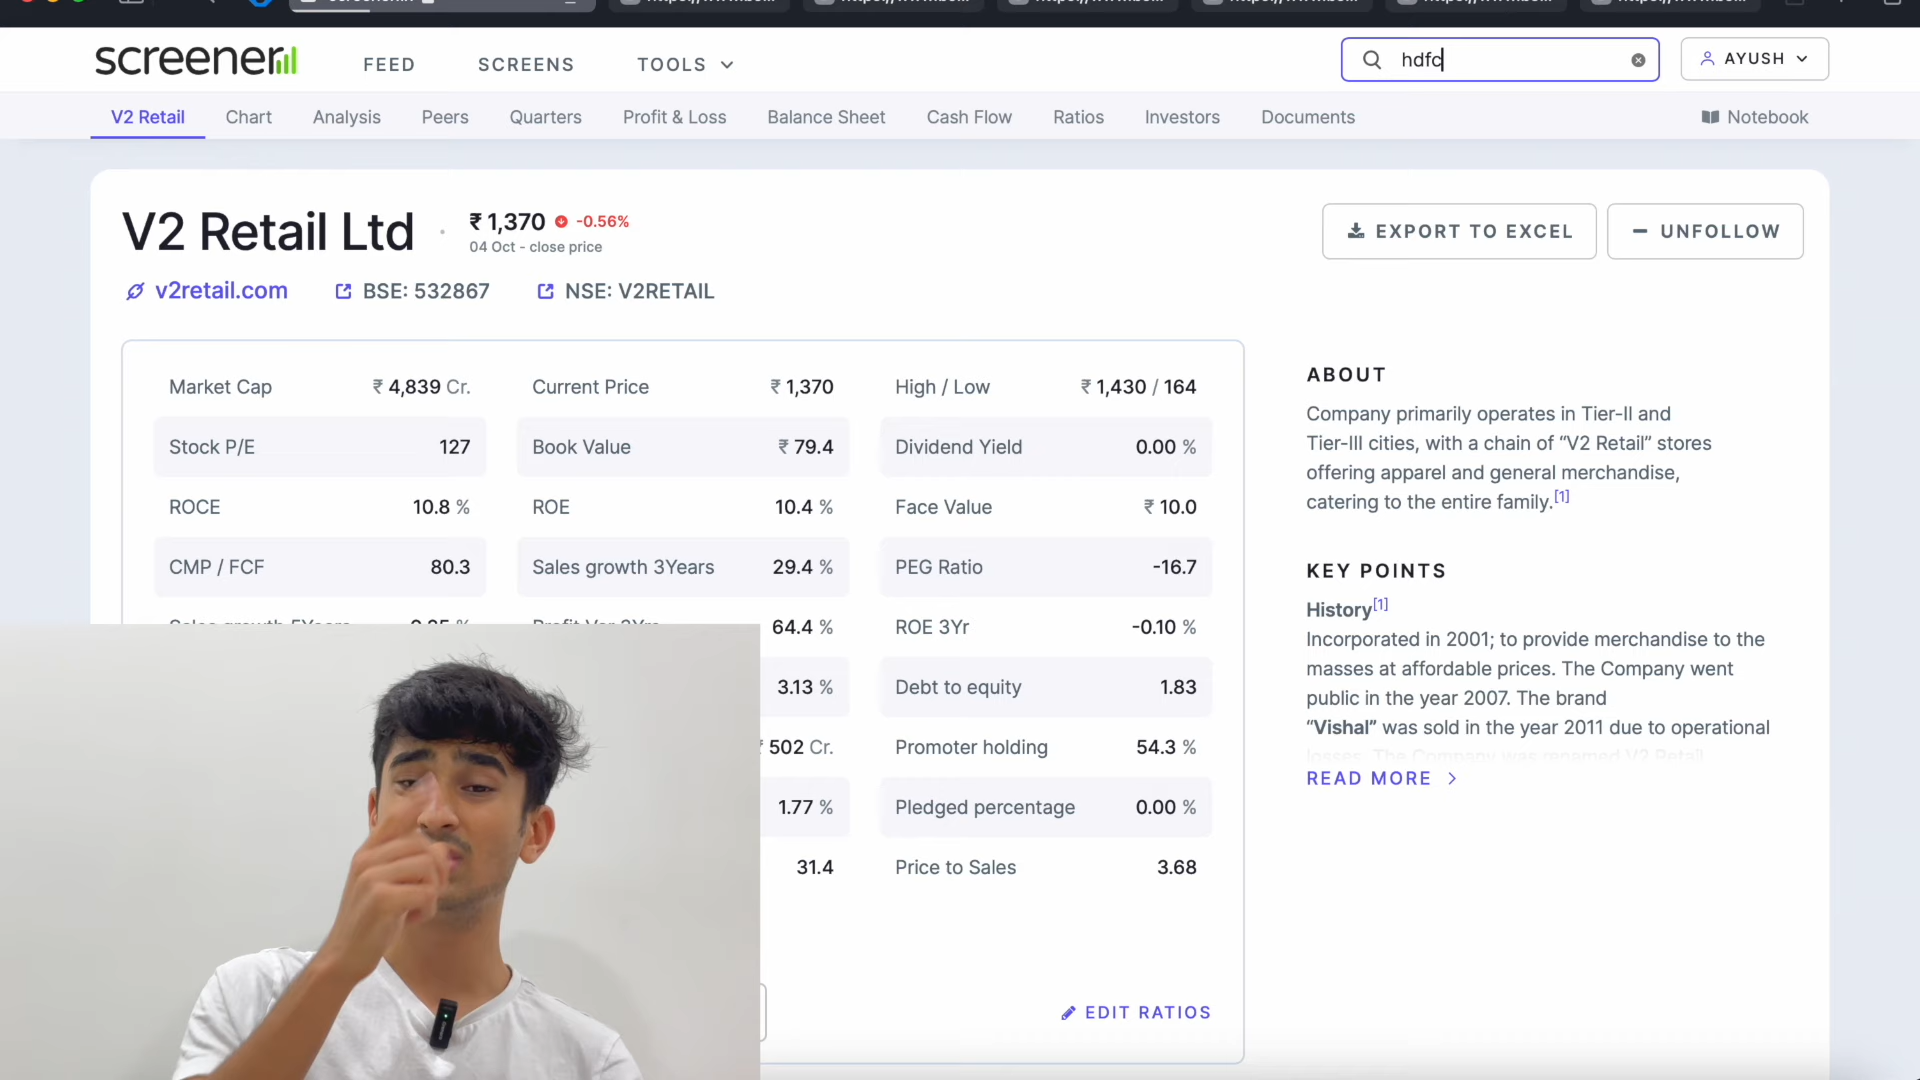 screener
FEED
SCREENS
TOOLS
hdfc
AYUSH
V2 Retail
Chart
Analysis
Peers
Quarters
Profit & Loss
Balance Sheet
Cash Flow
Ratios
Investors
Documents
Notebook
V2 Retail Ltd
₹ 1,370 -0.56%
04 Oct - close price
EXPORT TO EXCEL
UNFOLLOW
v2retail.com
BSE: 532867
NSE: V2RETAIL
Market Cap ₹ 4,839 Cr.
Current Price ₹ 1,370
High / Low ₹ 1,430 / 164
Stock P/E 127
Book Value ₹ 79.4
Dividend Yield 0.00 %
ROCE 10.8 %
ROE 10.4 %
Face Value ₹ 10.0
CMP / FCF 80.3
Sales growth 3Years 29.4 %
PEG Ratio -16.7
64.4 %
ROE 3Yr -0.10 %
3.13 %
Debt to equity 1.83
502 Cr.
Promoter holding 54.3 %
1.77 %
Pledged percentage 0.00 %
31.4
Price to Sales 3.68
EDIT RATIOS
ABOUT
Company primarily operates in Tier-II and
Tier-III cities, with a chain of “V2 Retail” stores
offering apparel and general merchandise,
catering to the entire family.[1]
KEY POINTS
History[1]
Incorporated in 2001; to provide merchandise to the
masses at affordable prices. The Company went
public in the year 2007. The brand
“Vishal” was sold in the year 2011 due to operational
losses. The Company was renamed V2 Retail
READ MORE